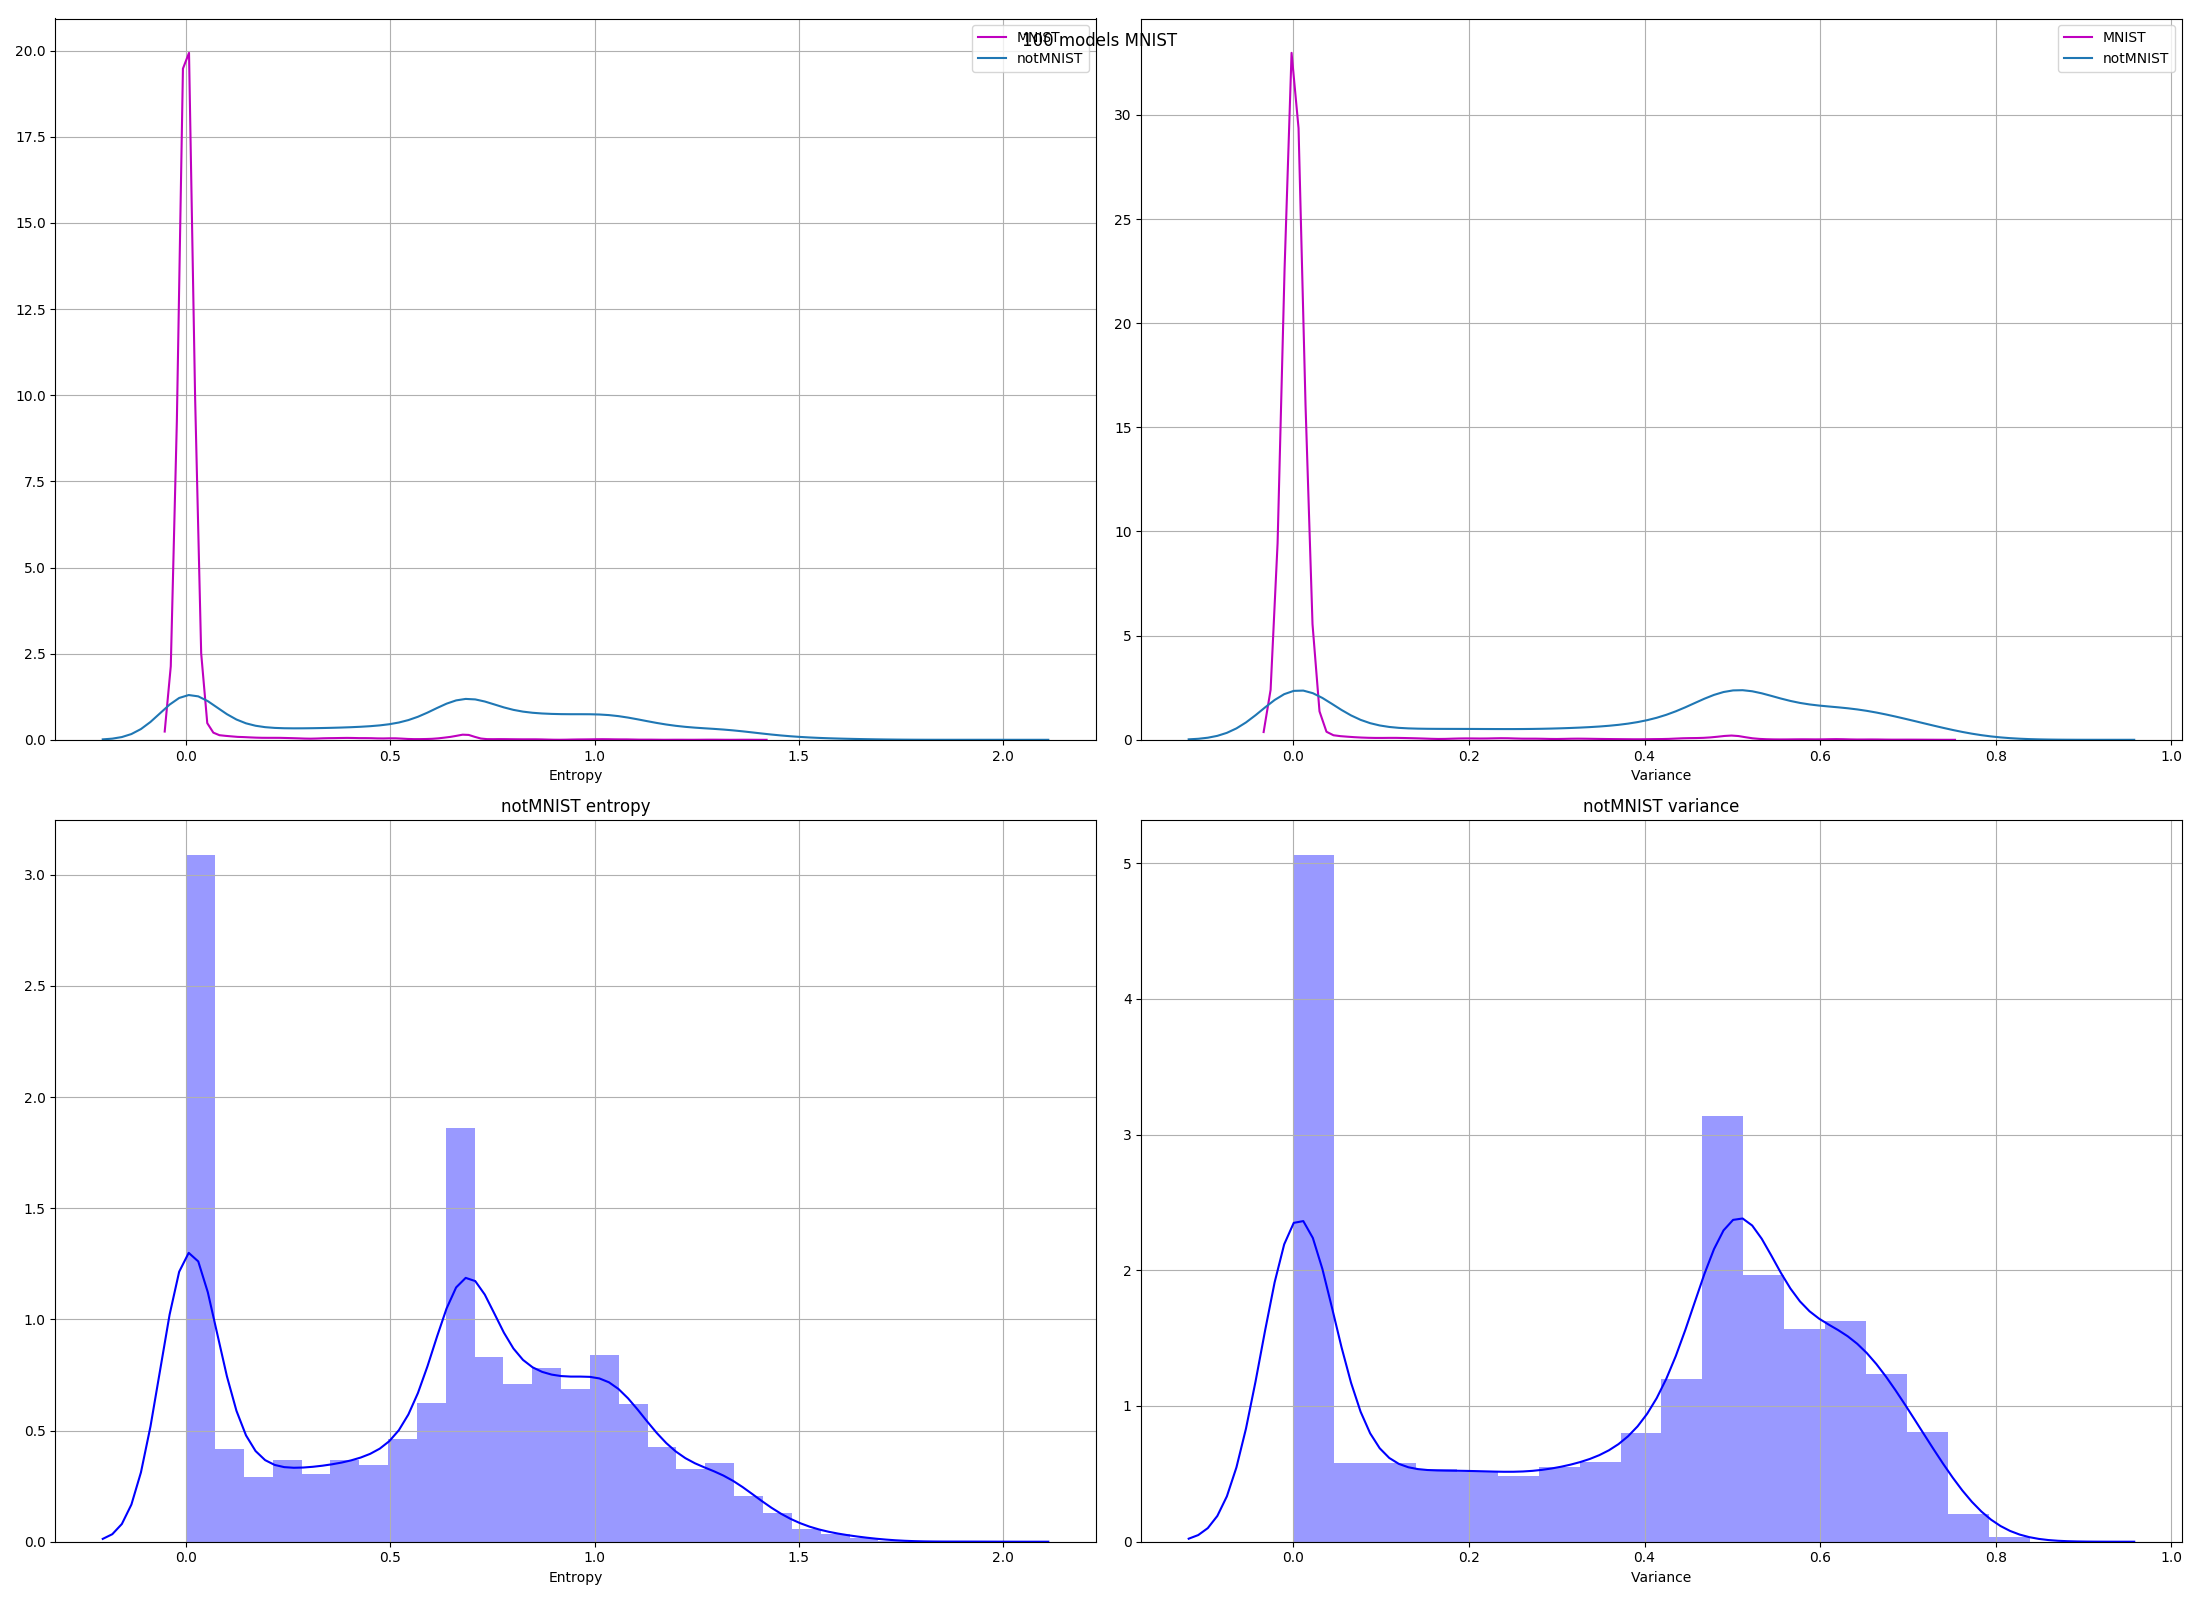 100 models MNIST
MNIST
notMNIST
20.0
17.5
15.0
12.5
10.0
7.5
5.0
2.5
0.0
0.0 0.5 1.0 1.5 2.0
Entropy
MNIST
notMNIST
30
25
20
15
10
5
0
0.0 0.2 0.4 0.6 0.8 1.0
Variance
notMNIST entropy
3.0
2.5
2.0
1.5
1.0
0.5
0.0
0.0 0.5 1.0 1.5 2.0
Entropy
notMNIST variance
5
4
3
2
1
0
0.0 0.2 0.4 0.6 0.8 1.0
Variance